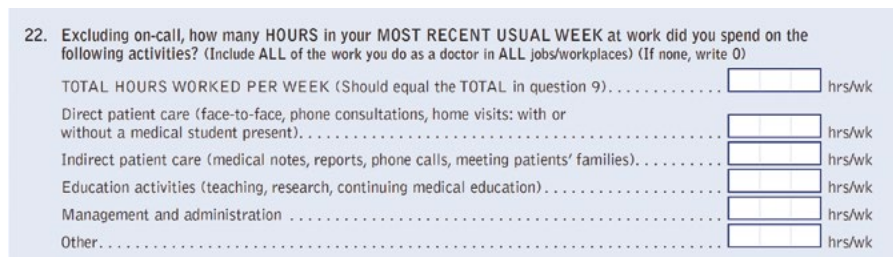 22. Excluding on-call, how many HOURS in your MOST RECENT USUAL WEEK at work did you spend on the
following activities? (Include ALL of the work you do as a doctor in ALL jobs/workplaces) (If none, write 0)
TOTAL HOURS WORKED PER WEEK (Should equal the TOTAL in question 9)............. hrs/wk
Direct patient care (face-to-face, phone consultations, home visits: with or
without a medical student present)................................................ hrs/wk
Indirect patient care (medical notes, reports, phone calls, meeting patients' families).......... hrs/wk
Education activities (teaching, research, continuing medical education).................... hrs/wk
Management and administration ................................................ hrs/wk
Other....................................................................... hrs/wk